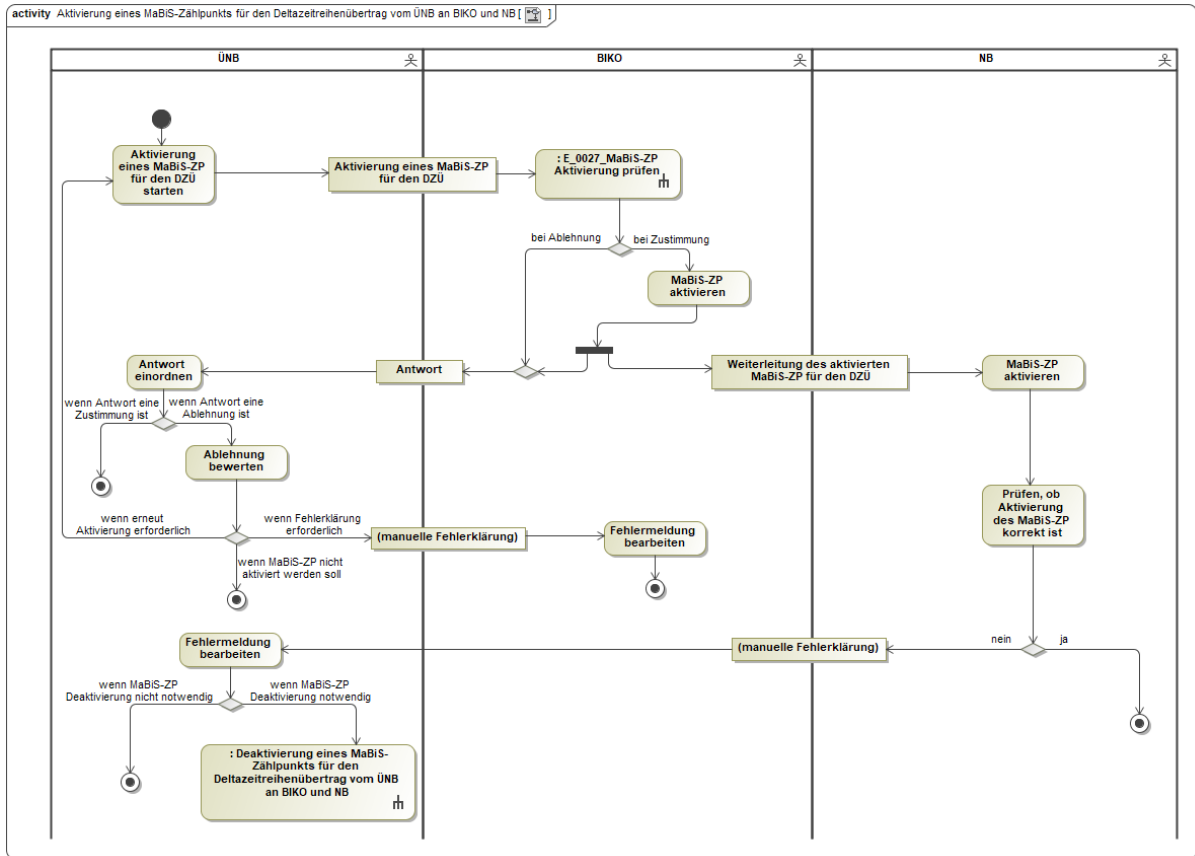 activity Aktivierung eines MaBiS-Zählpunkts für den Deltazeitreihenübertrag vom ÜNB an BIKO und NB [ ]
ÜNB
BIKO
NB
Aktivierung
eines MaBiS-ZP
für den DZÜ
starten
Aktivierung eines MaBiS-ZP
für den DZÜ
: E_0027_MaBiS-ZP
Aktivierung prüfen
bei Ablehnung
bei Zustimmung
MaBiS-ZP
aktivieren
Antwort
einordnen
Antwort
Weiterleitung des aktivierten
MaBiS-ZP für den DZÜ
MaBiS-ZP
aktivieren
wenn Antwort eine
Zustimmung ist
wenn Antwort eine
Ablehnung ist
Ablehnung
bewerten
Prüfen, ob
Aktivierung
des MaBiS-ZP
korrekt ist
wenn erneut
Aktivierung erforderlich
wenn Fehlerklärung
erforderlich
(manuelle Fehlerklärung)
Fehlermeldung
bearbeiten
wenn MaBiS-ZP nicht
aktiviert werden soll
Fehlermeldung
bearbeiten
(manuelle Fehlerklärung)
nein
ja
wenn MaBiS-ZP
Deaktivierung nicht notwendig
wenn MaBiS-ZP
Deaktivierung notwendig
: Deaktivierung eines MaBiS-
Zählpunkts für den
Deltazeitreihenübertrag vom ÜNB
an BIKO und NB